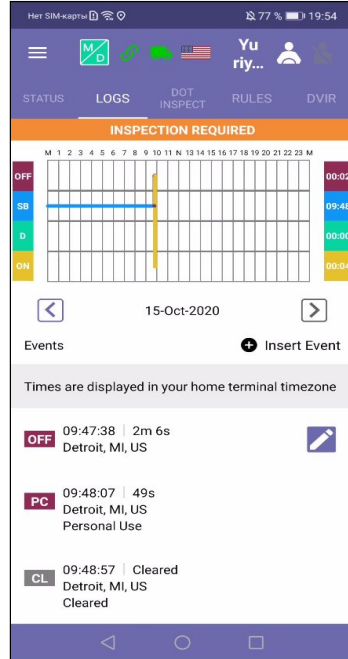 Нет SIM-карты 77 % 19:54
M/D Yu
riy...
STATUS LOGS DOT INSPECT RULES DVIR
INSPECTION REQUIRED
M 1 2 3 4 5 6 7 8 9 10 11 N 13 14 15 16 17 18 19 20 21 22 23 M
OFF 00:02
SB 09:48
D 00:00
ON 00:04
15-Oct-2020
Events Insert Event
Times are displayed in your home terminal timezone
OFF 09:47:38 2m 6s
Detroit, MI, US
PC 09:48:07 49s
Detroit, MI, US
Personal Use
CL 09:48:57 Cleared
Detroit, MI, US
Cleared